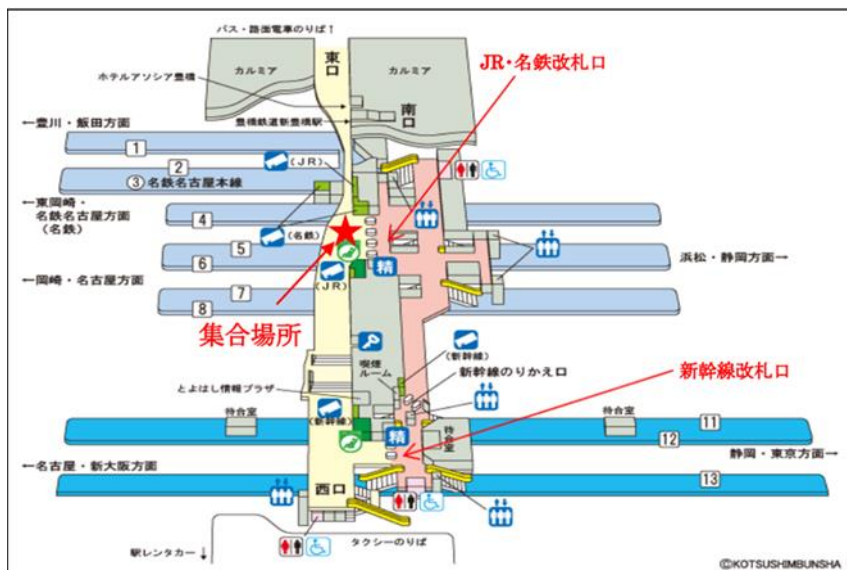 バス・路面電車のりば↑
東口
カルミア
カルミア
JR・名鉄改札口
ホテルアソシア豊橋
南口
豊橋鉄道新豊橋駅
←豊川・飯田方面
1
2
(JR)
③ 名鉄名古屋本線
←東岡崎・
名鉄名古屋方面
(名鉄)
4
5
(名鉄)
6
精
浜松・静岡方面→
←岡崎・名古屋方面
7
(JR)
8
集合場所
(新幹線)
喫煙
ルーム
新幹線のりかえ口
新幹線改札口
とよはし情報プラザ
待合室
(新幹線)
精
待合室
待合室
11
12
静岡・東京方面→
←名古屋・新大阪方面
13
西口
駅レンタカー↓
タクシーのりば
©KOTSUSHIMBUNSHA